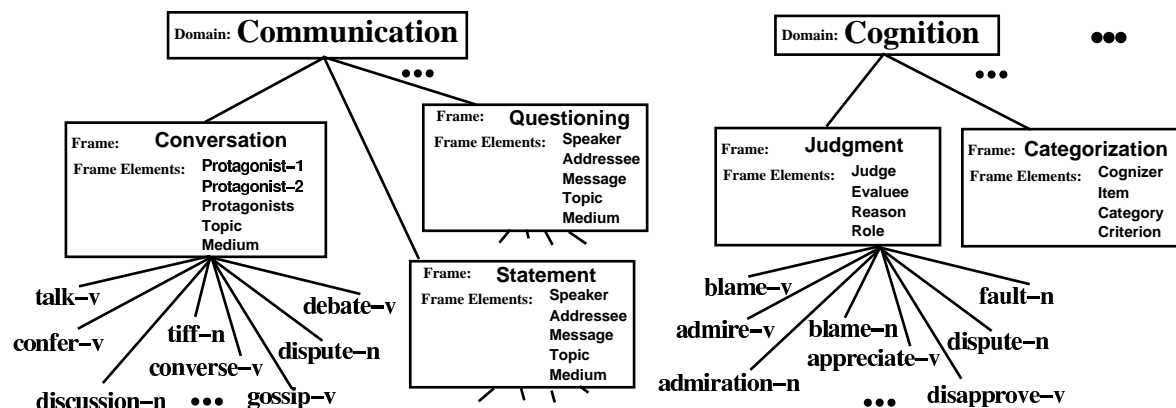 Domain: Communication
•••
Frame: Conversation
Frame Elements: Protagonist–1
Protagonist–2
Protagonists
Topic
Medium
talk–v
debate–v
confer–v
tiff–n
dispute–n
converse–v
discussion–n
•••
gossip–v
Frame: Questioning
Frame Elements: Speaker
Addressee
Message
Topic
Medium
Frame: Statement
Frame Elements: Speaker
Addressee
Message
Topic
Medium
Domain: Cognition
•••
•••
Frame: Judgment
Frame Elements: Judge
Evaluee
Reason
Role
blame–v
fault–n
admire–v
blame–n
dispute–n
appreciate–v
admiration–n
disapprove–v
•••
Frame: Categorization
Frame Elements: Cognizer
Item
Category
Criterion